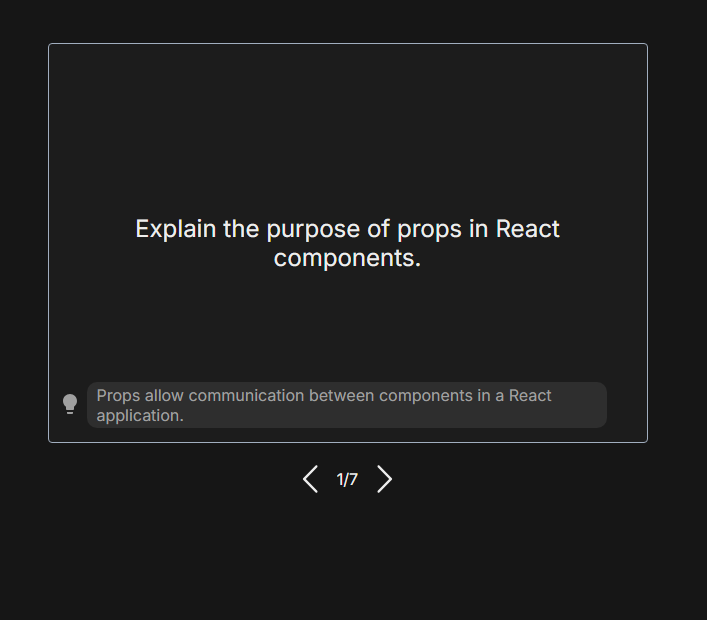 Explain the purpose of props in React
components.
Props allow communication between components in a React
application.
1/7